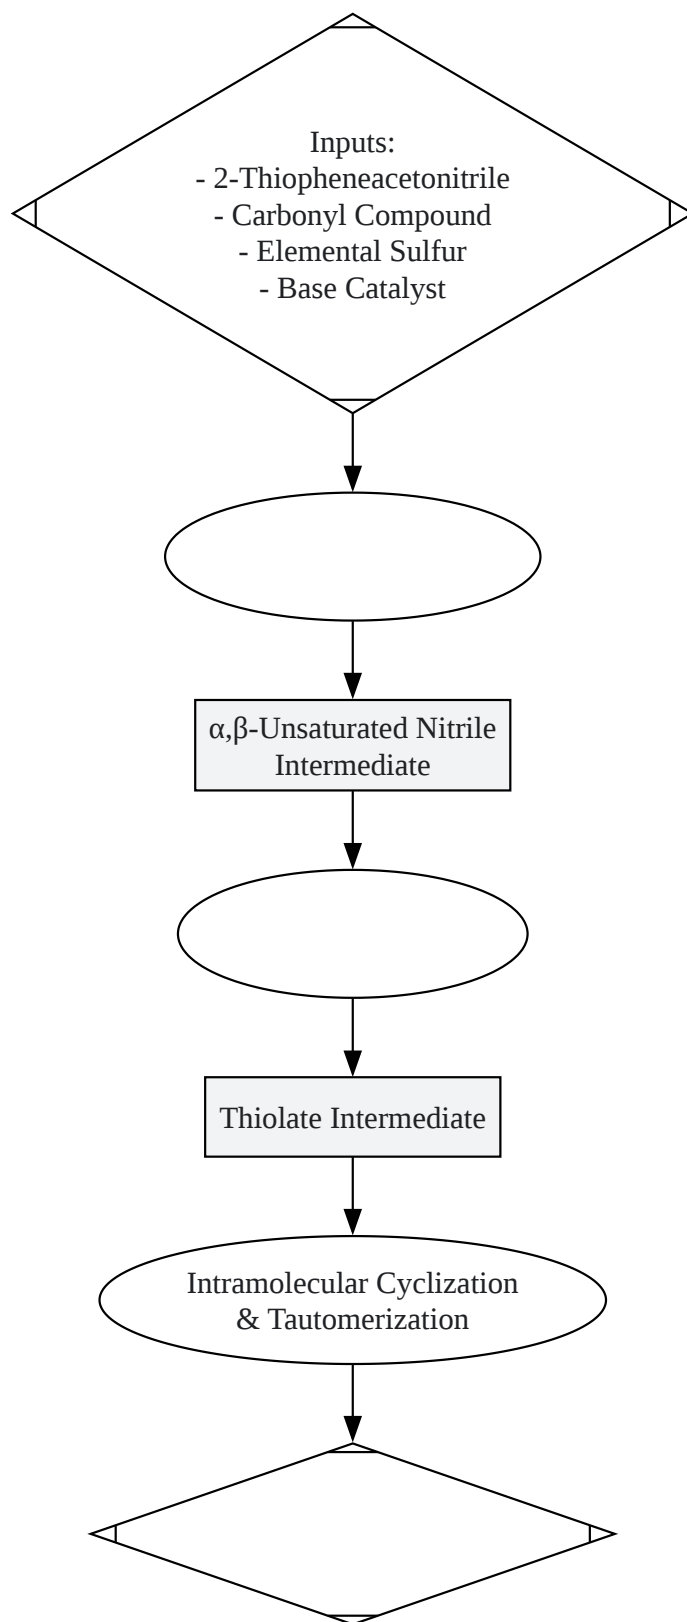 Inputs:
- 2-Thiopheneacetonitrile
- Carbonyl Compound
- Elemental Sulfur
- Base Catalyst
α,β-Unsaturated Nitrile
Intermediate
Thiolate Intermediate
Intramolecular Cyclization
& Tautomerization